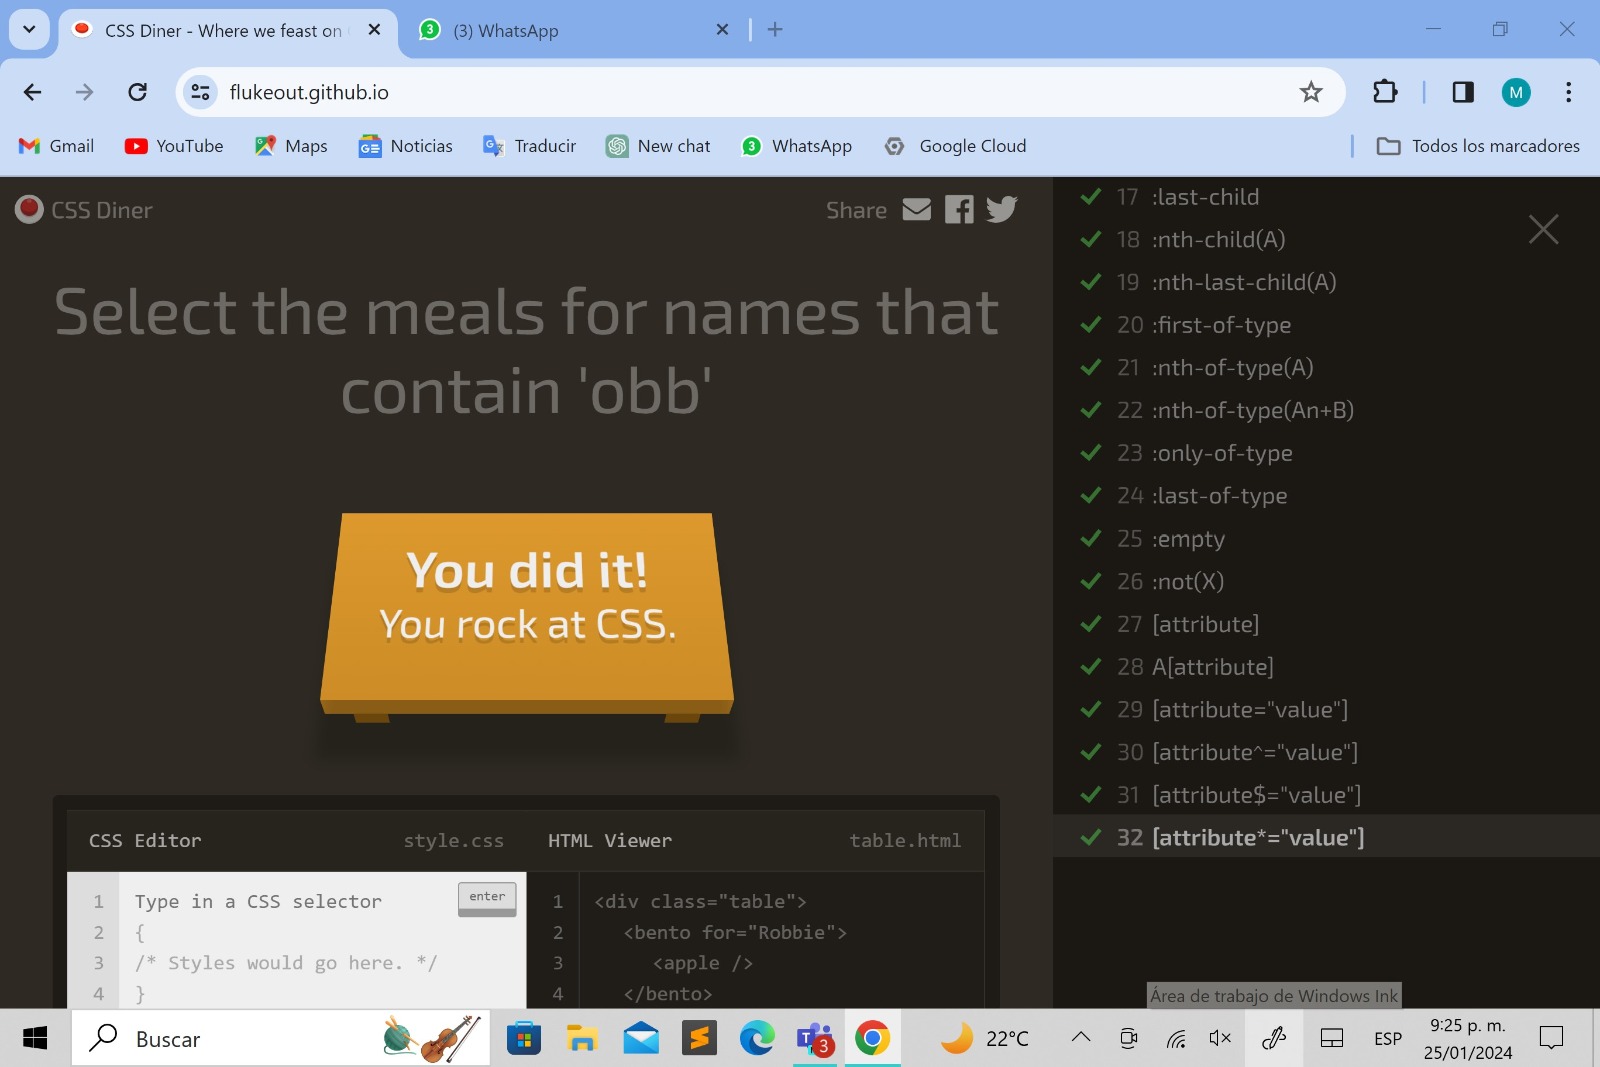 CSS Diner - Where we feast on
3
(3) WhatsApp
flukeout.github.io
M
Gmail
YouTube
Maps
Noticias
Traducir
New chat
3
WhatsApp
Google Cloud
Todos los marcadores
CSS Diner
Share
Select the meals for names that
contain 'obb'
You did it!
You rock at CSS.
CSS Editor
style.css
1 Type in a CSS selector
enter
2 {
3 /* Styles would go here. */
4 }
HTML Viewer
table.html
1 <div class="table">
2 <bento for="Robbie">
3 <apple />
4 </bento>
17 :last-child
18 :nth-child(A)
19 :nth-last-child(A)
20 :first-of-type
21 :nth-of-type(A)
22 :nth-of-type(An+B)
23 :only-of-type
24 :last-of-type
25 :empty
26 :not(X)
27 [attribute]
28 A[attribute]
29 [attribute="value"]
30 [attribute^="value"]
31 [attribute$="value"]
32 [attribute*="value"]
Área de trabajo de Windows Ink
Buscar
3
22°C
ESP
9:25 p. m.
25/01/2024